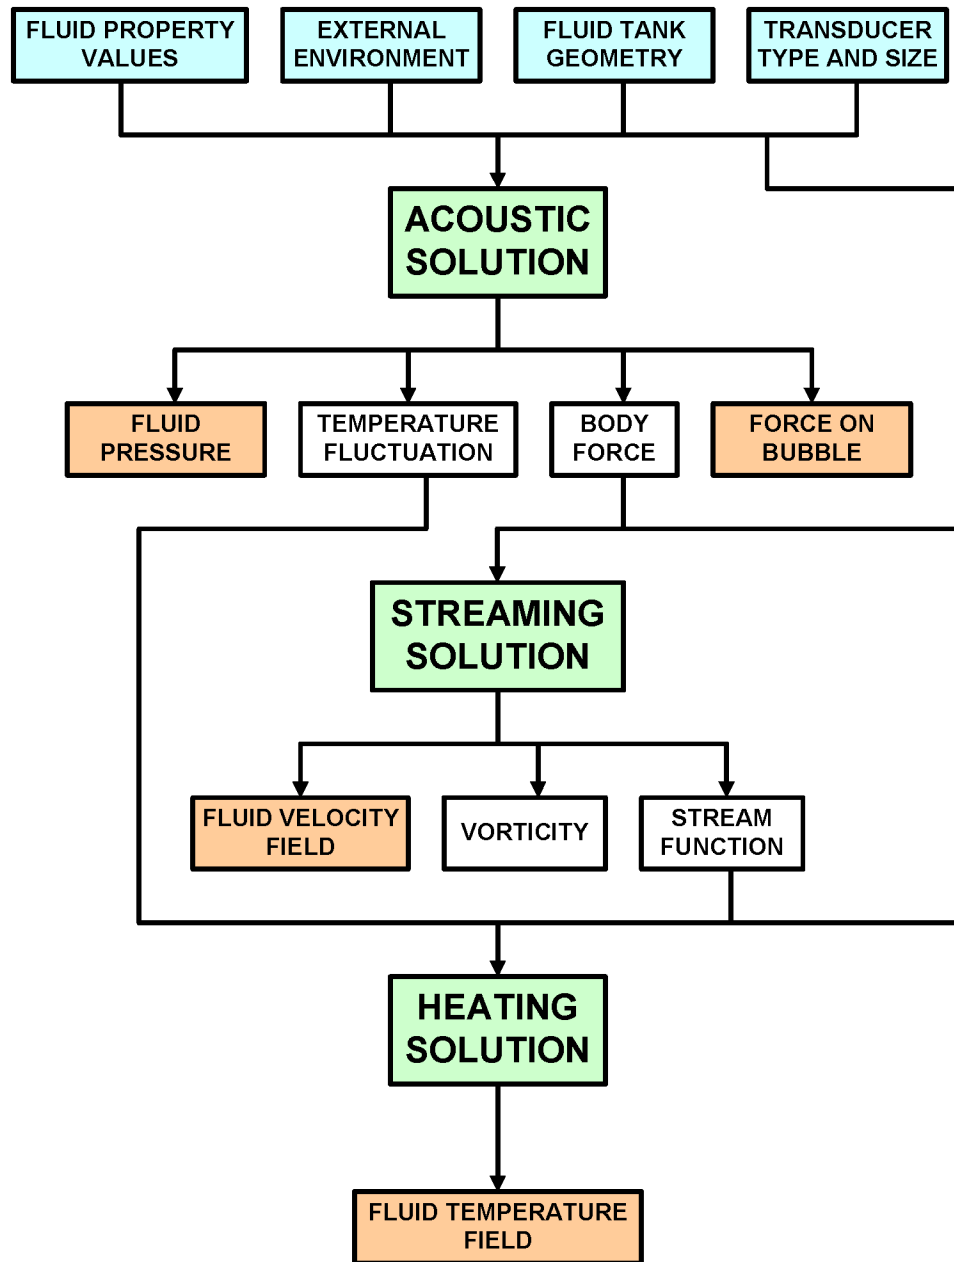 FLUID PROPERTY
VALUES
EXTERNAL
ENVIRONMENT
FLUID TANK
GEOMETRY
TRANSDUCER
TYPE AND SIZE
ACOUSTIC
SOLUTION
FLUID
PRESSURE
TEMPERATURE
FLUCTUATION
BODY
FORCE
FORCE ON
BUBBLE
STREAMING
SOLUTION
FLUID VELOCITY
FIELD
VORTICITY
STREAM
FUNCTION
HEATING
SOLUTION
FLUID TEMPERATURE
FIELD